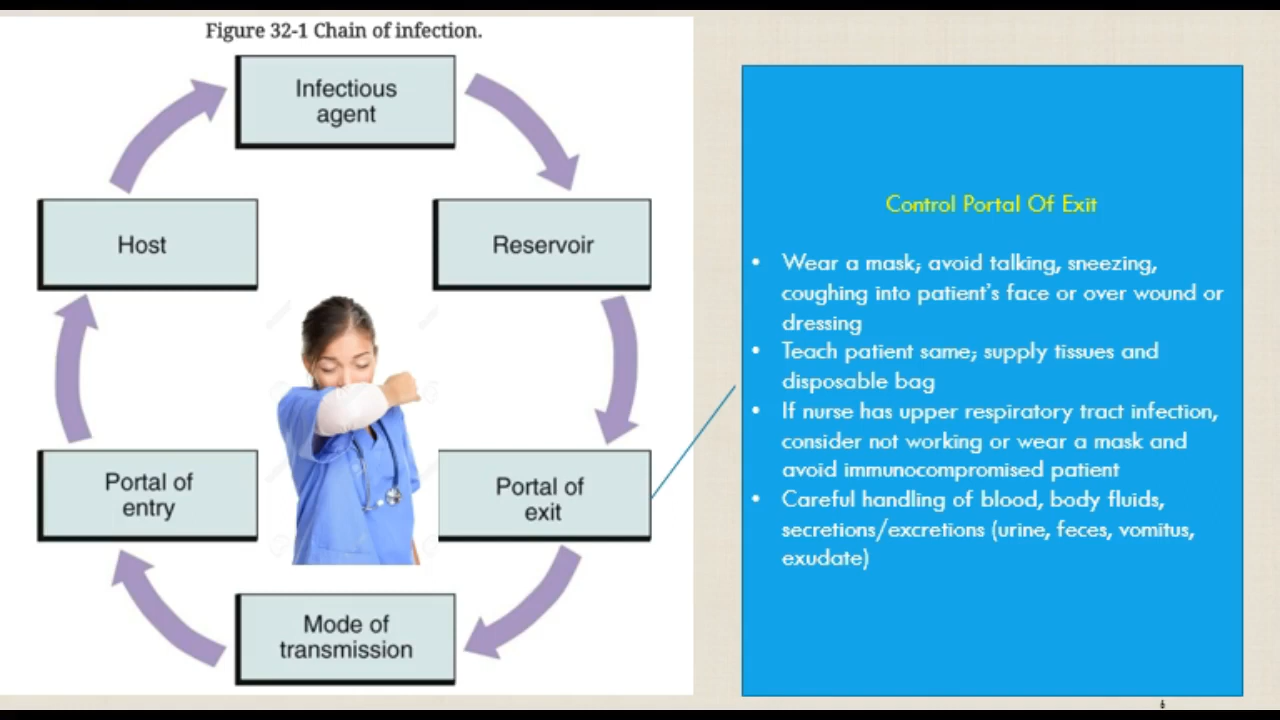 Figure 32-1 Chain of infection.
Infectious
agent
Host
Reservoir
Portal of
entry
Portal of
exit
Mode of
transmission
Control Portal Of Exit
• Wear a mask; avoid talking, sneezing,
coughing into patient's face or over wound or
dressing
• Teach patient same; supply tissues and
disposable bag
• If nurse has upper respiratory tract infection,
consider not working or wear a mask and
avoid immunocompromised patient
• Careful handling of blood, body fluids,
secretions/excretions (urine, feces, vomitus,
exudate)
6